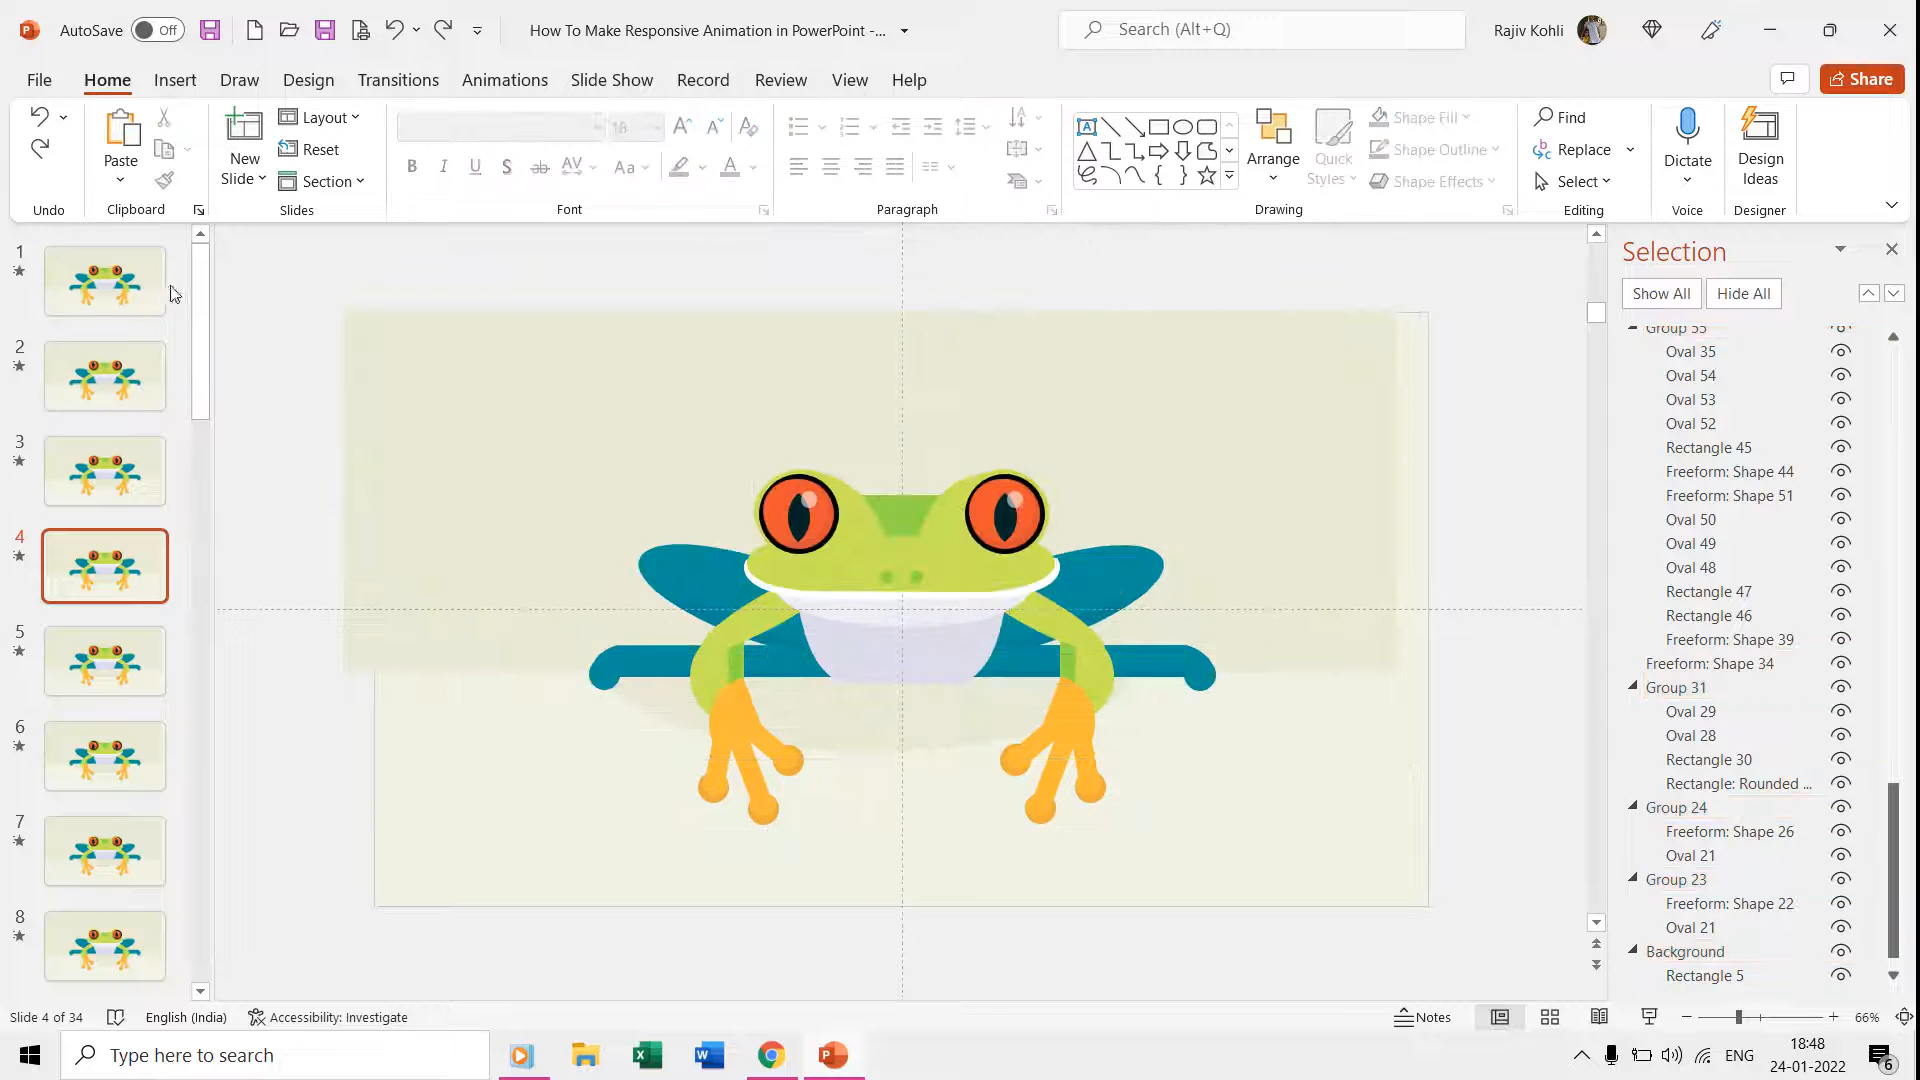 AutoSave Off How To Make Responsive Animation in PowerPoint -... Search (Alt+Q) Rajiv Kohli
File Home Insert Draw Design Transitions Animations Slide Show Record Review View Help Share
Paste New Slide Layout Reset Section 18 Aa Arrange Quick Styles Shape Fill Shape Outline Shape Effects Find Replace Select Dictate Design Ideas
Undo Clipboard Slides Font Paragraph Drawing Editing Voice Designer
1
2
3
4
5
6
7
8
Selection
Show All Hide All
Group 55
Oval 35
Oval 54
Oval 53
Oval 52
Rectangle 45
Freeform: Shape 44
Freeform: Shape 51
Oval 50
Oval 49
Oval 48
Rectangle 47
Rectangle 46
Freeform: Shape 39
Freeform: Shape 34
Group 31
Oval 29
Oval 28
Rectangle 30
Rectangle: Rounded ...
Group 24
Freeform: Shape 26
Oval 21
Group 23
Freeform: Shape 22
Oval 21
Background
Rectangle 5
Slide 4 of 34 English (India) Accessibility: Investigate Notes 66%
Type here to search ENG 18:48
24-01-2022 6